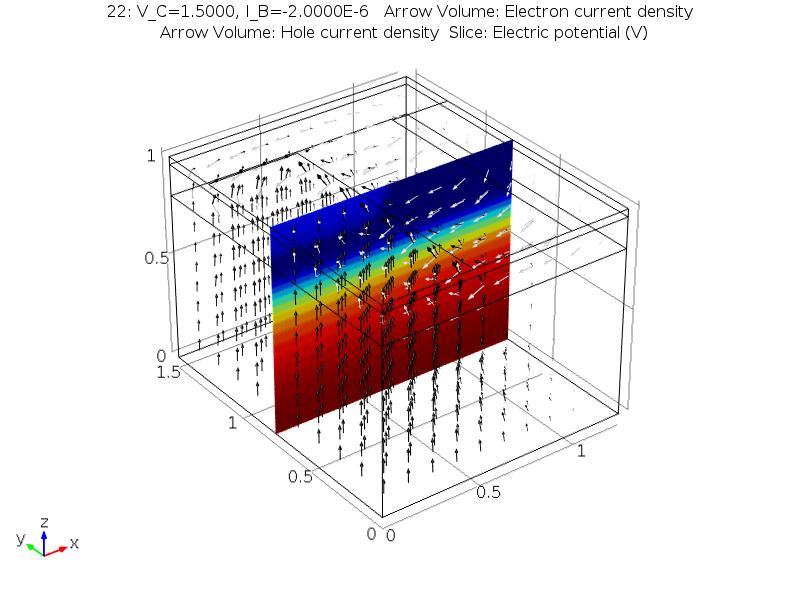 22: V_C=1.5000, I_B=-2.0000E-6   Arrow Volume: Electron current density
Arrow Volume: Hole current density  Slice: Electric potential (V)
1
0.5
0
1.5
1
1
0.5
0.5
0
0
z
y
x